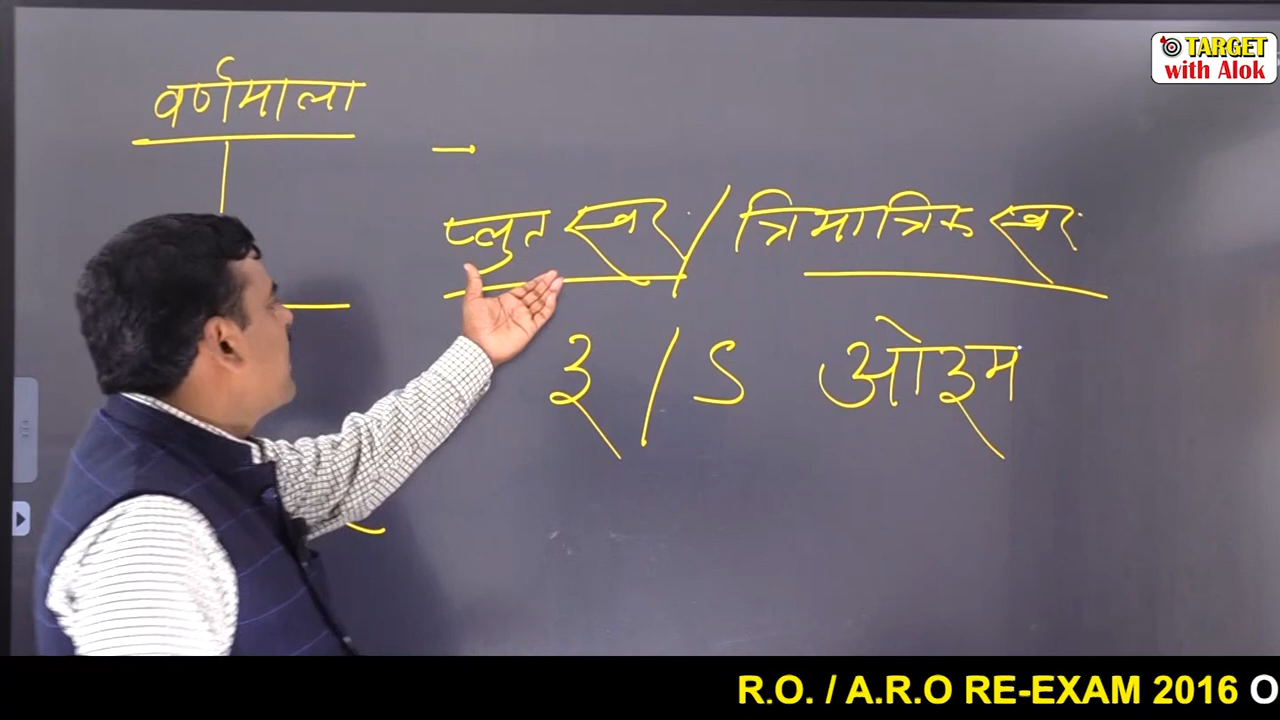 TARGET
with Alok
वर्णमाला
प्लुत स्वर / त्रिमात्रिक स्वर
३ / S ओ३म
R.O. / A.R.O RE-EXAM 2016 O